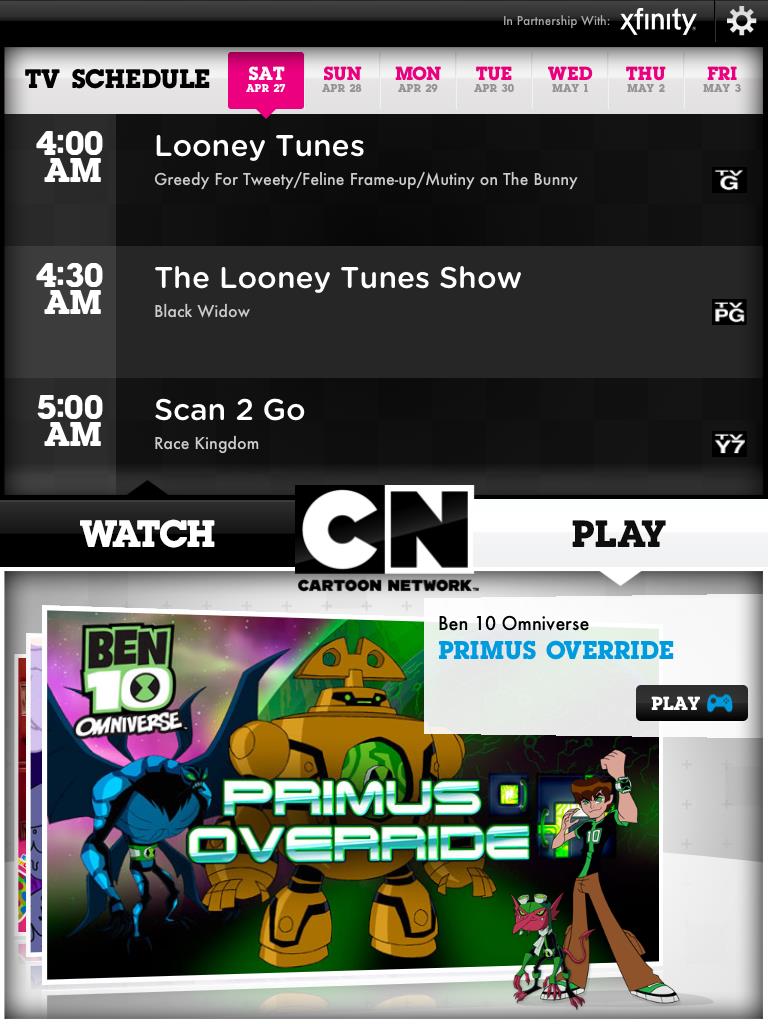 In Partnership With: xfinity
TV SCHEDULE
SAT
APR 27
SUN
APR 28
MON
APR 29
TUE
APR 30
WED
MAY 1
THU
MAY 2
FRI
MAY 3
4:00
AM
Looney Tunes
Greedy For Tweety/Feline Frame-up/Mutiny on The Bunny
TV
G
4:30
AM
The Looney Tunes Show
Black Widow
TV
PG
5:00
AM
Scan 2 Go
Race Kingdom
TV
Y7
WATCH
CN
CARTOON NETWORK™
PLAY
Ben 10 Omniverse
PRIMUS OVERRIDE
PLAY
BEN
10
OMNIVERSE™
PRIMUS
OVERRIDE
10